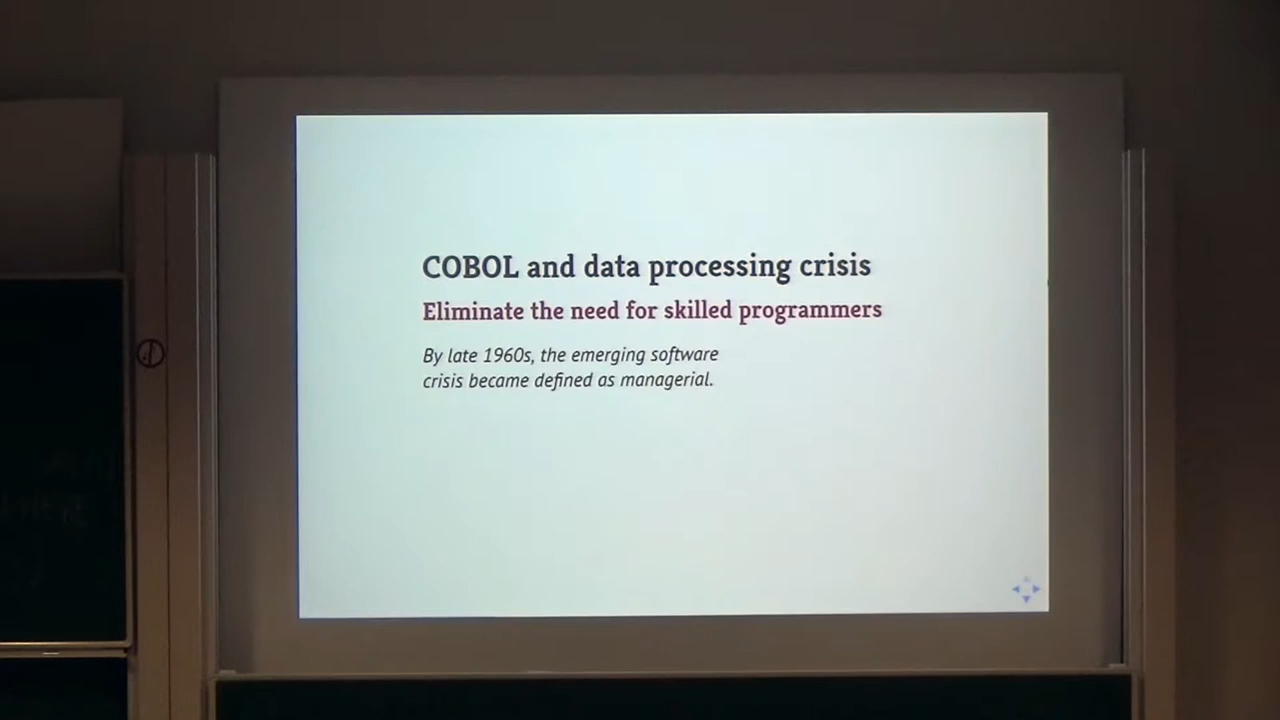 COBOL and data processing crisis
Eliminate the need for skilled programmers
By late 1960s, the emerging software
crisis became defined as managerial.